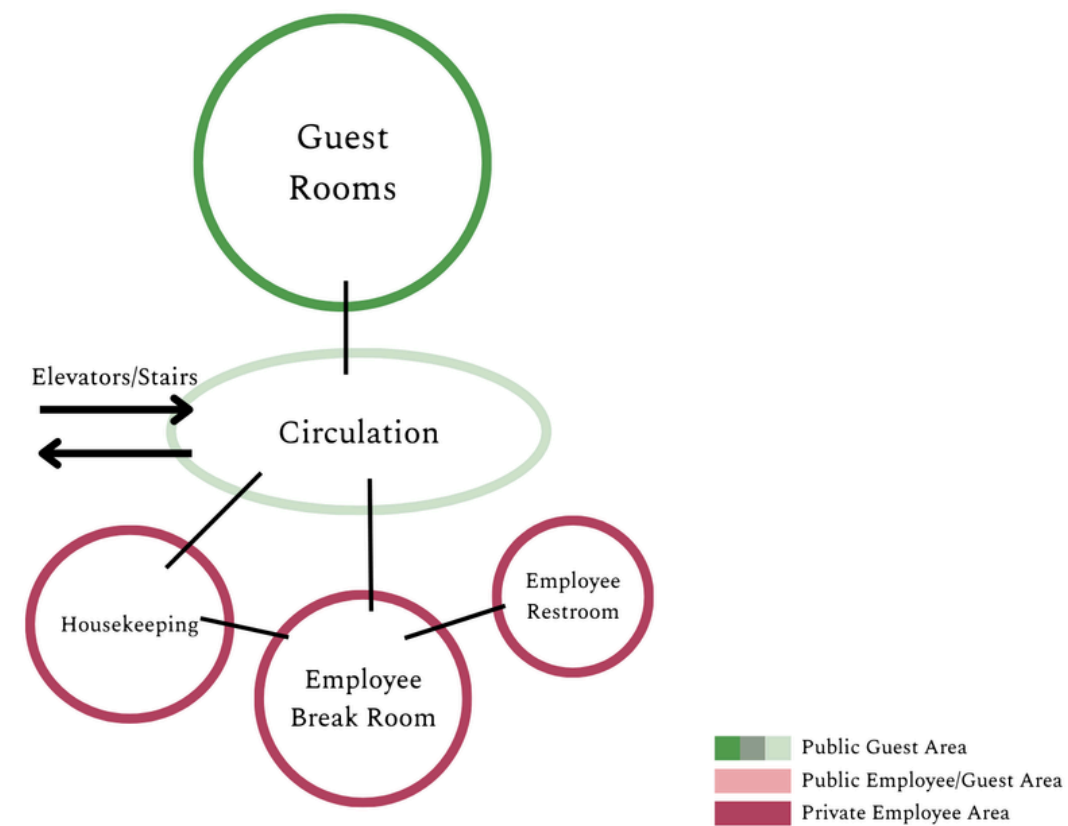 Guest
Rooms
Elevators/Stairs
Circulation
Employee
Restroom
Housekeeping
Employee
Break Room
Public Guest Area
Public Employee/Guest Area
Private Employee Area